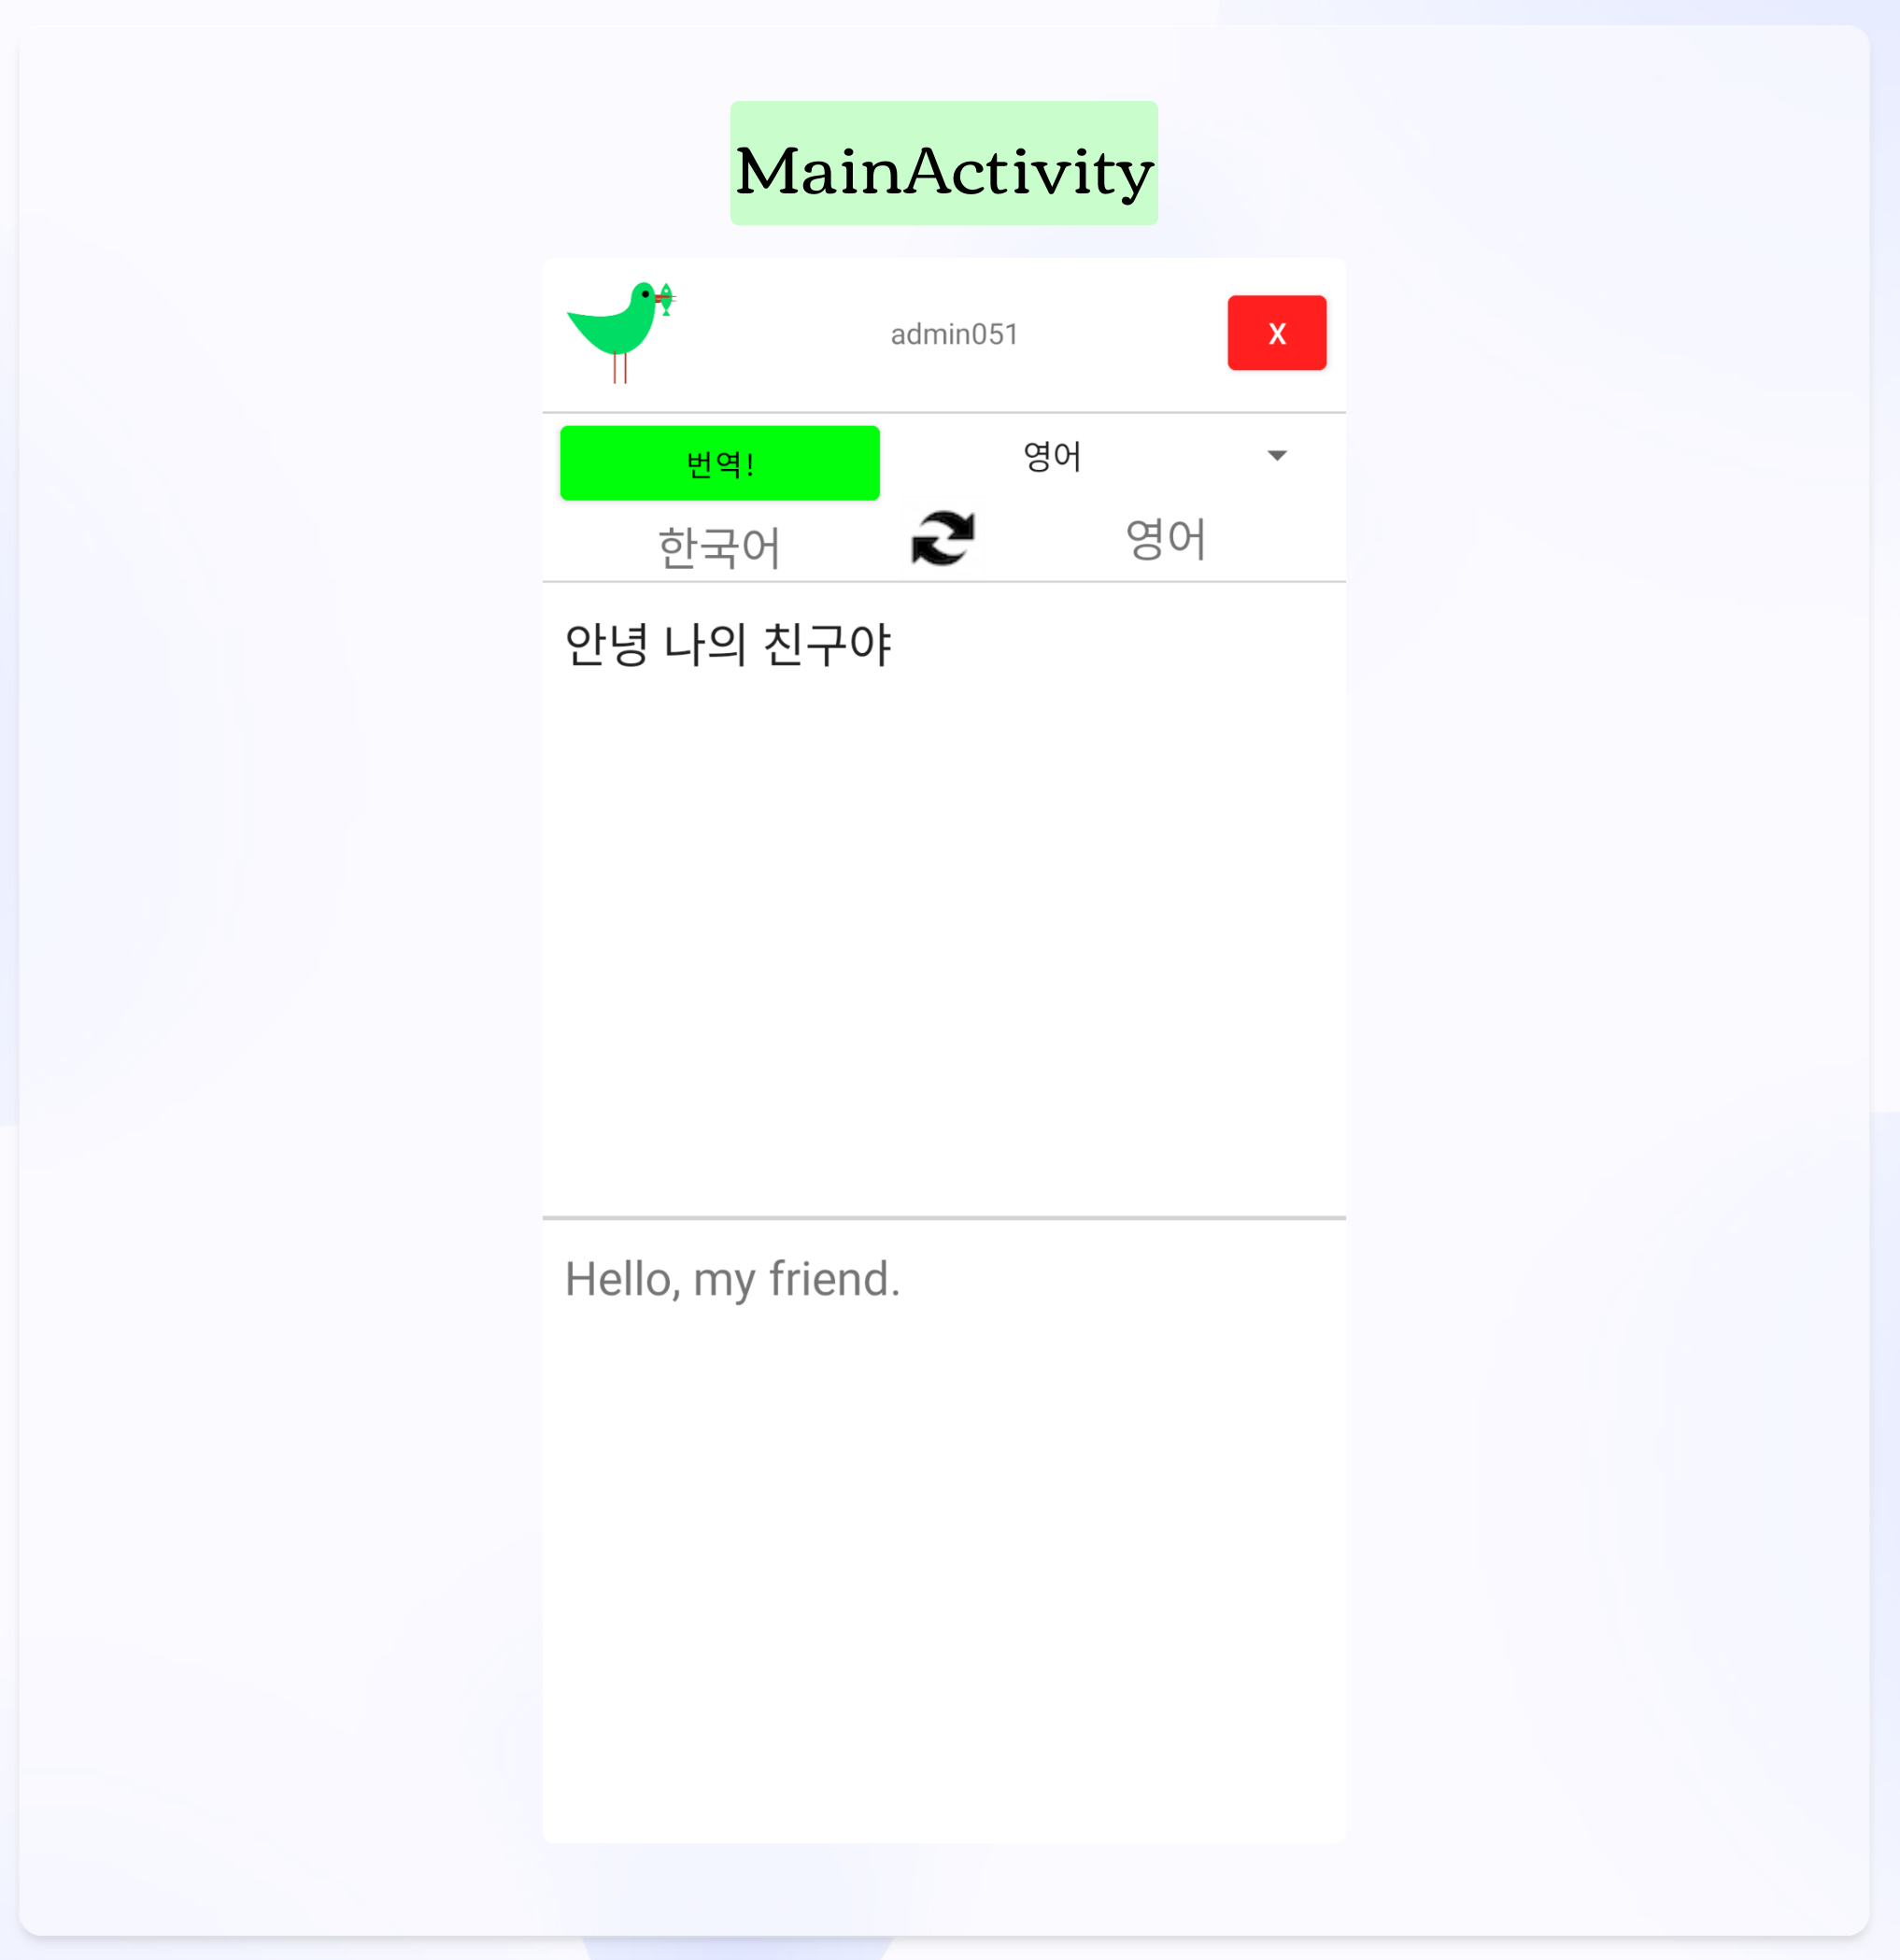 MainActivity
admin051
X
번역!
영어
한국어
영어
안녕 나의 친구야
Hello, my friend.